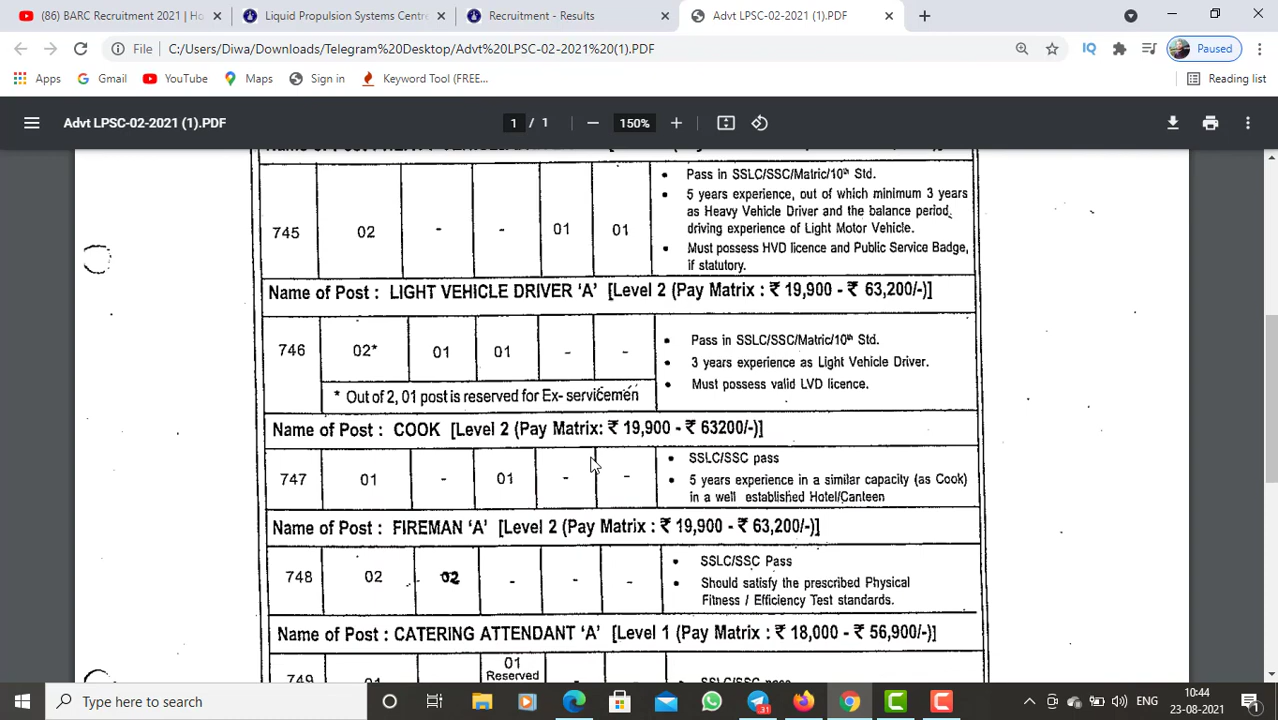 (86) BARC Recruitment 2021 | Ho
Liquid Propulsion Systems Centre
Recruitment - Results
Advt LPSC-02-2021 (1).PDF
File
C:/Users/Diwa/Downloads/Telegram%20Desktop/Advt%20LPSC-02-2021%20(1).PDF
IQ
Paused
Apps
Gmail
YouTube
Maps
Sign in
Keyword Tool (FREE...
Reading list
Advt LPSC-02-2021 (1).PDF
1 / 1
150%
745 02 - - 01 01
• Pass in SSLC/SSC/Matric/10th Std.
• 5 years experience, out of which minimum 3 years
as Heavy Vehicle Driver and the balance period,
driving experience of Light Motor Vehicle.
• Must possess HVD licence and Public Service Badge,
if statutory.
Name of Post : LIGHT VEHICLE DRIVER 'A' [Level 2 (Pay Matrix : ₹ 19,900 - ₹ 63,200/-)]
746 02* 01 01 - -
* Out of 2, 01 post is reserved for Ex- servicemen
• Pass in SSLC/SSC/Matric/10th Std.
• 3 years experience as Light Vehicle Driver.
• Must possess valid LVD licence.
Name of Post : COOK [Level 2 (Pay Matrix: ₹ 19,900 - ₹ 63200/-)]
747 01 - 01 - -
• SSLC/SSC pass
• 5 years experience in a similar capacity (as Cook)
in a well established Hotel/Canteen
Name of Post : FIREMAN 'A' [Level 2 (Pay Matrix : ₹ 19,900 - ₹ 63,200/-)]
748 02 02 - - -
• SSLC/SSC Pass
• Should satisfy the prescribed Physical
Fitness / Efficiency Test standards.
Name of Post : CATERING ATTENDANT 'A' [Level 1 (Pay Matrix : ₹ 18,000 - ₹ 56,900/-)]
749 01
01
Reserved
SSLC/SSC pass
Type here to search
31
ENG
10:44
23-08-2021
1